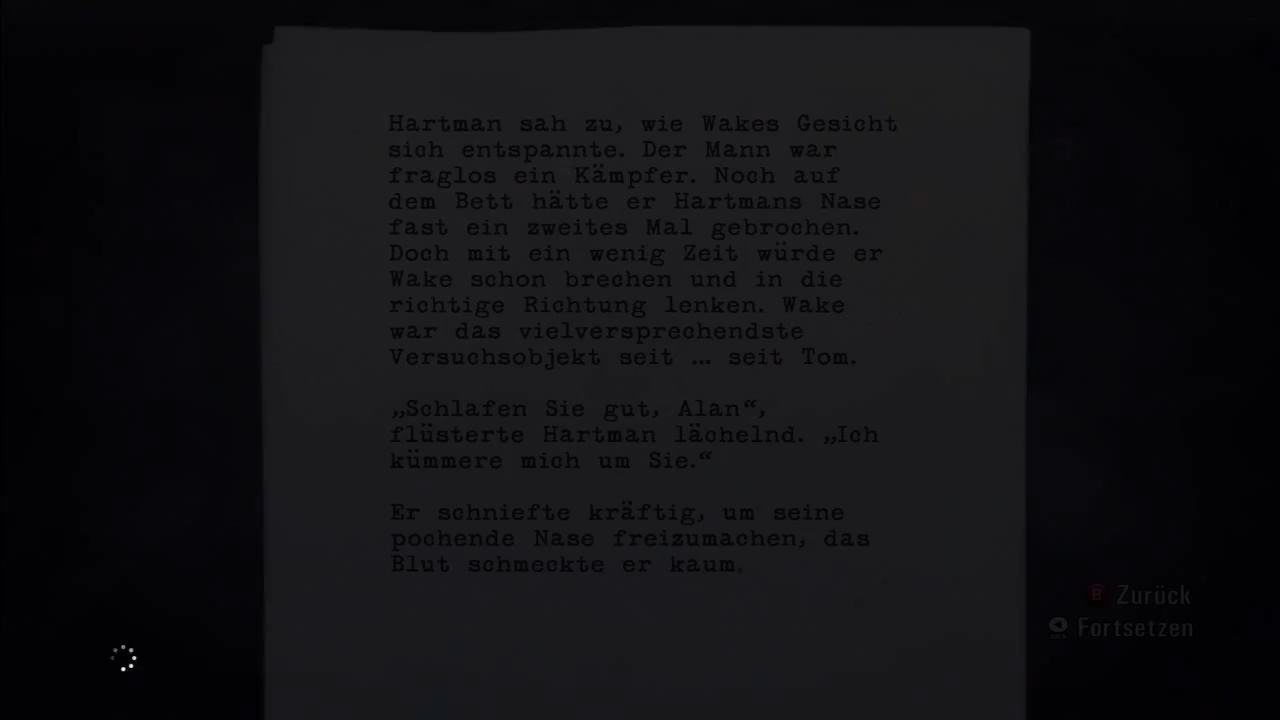 Hartman sah zu, wie Wakes Gesicht
sich entspannte. Der Mann war
fraglos ein Kämpfer. Noch auf
dem Bett hätte er Hartmans Nase
fast ein zweites Mal gebrochen.
Doch mit ein wenig Zeit würde er
Wake schon brechen und in die
richtige Richtung lenken. Wake
war das vielversprechendste
Versuchsobjekt seit … seit Tom.
„Schlafen Sie gut, Alan“,
flüsterte Hartman lächelnd. „Ich
kümmere mich um Sie.“
Er schniefte kräftig, um seine
pochende Nase freizumachen, das
Blut schmeckte er kaum.
B Zurück
Fortsetzen